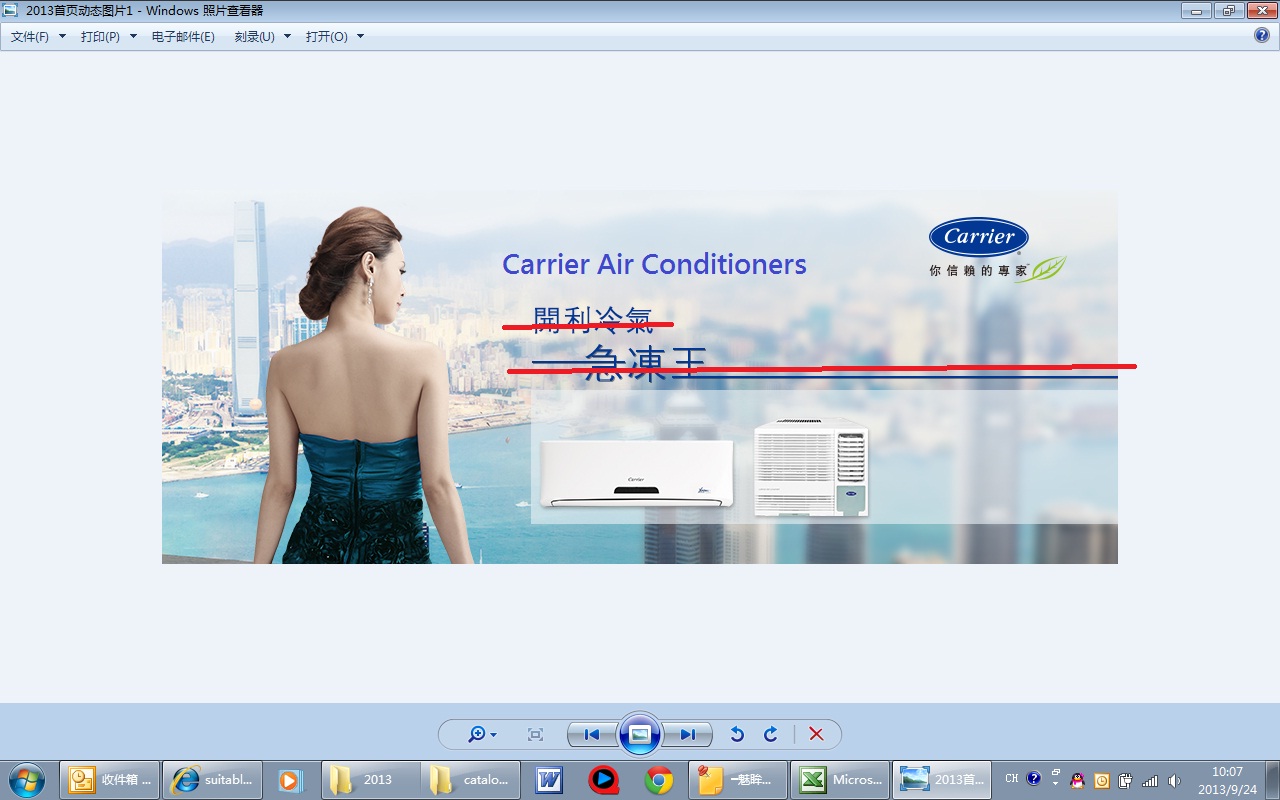 2013首页动态图片1 - Windows 照片查看器
文件(F) 打印(P) 电子邮件(E) 刻录(U) 打开(O)
Carrier
你信賴的專家
Carrier Air Conditioners
開利冷氣
急凍王
Carrier
收件箱 ... suitabl... 2013 catalo... 一魅眸... Micros... 2013首... CH 10:07
2013/9/24